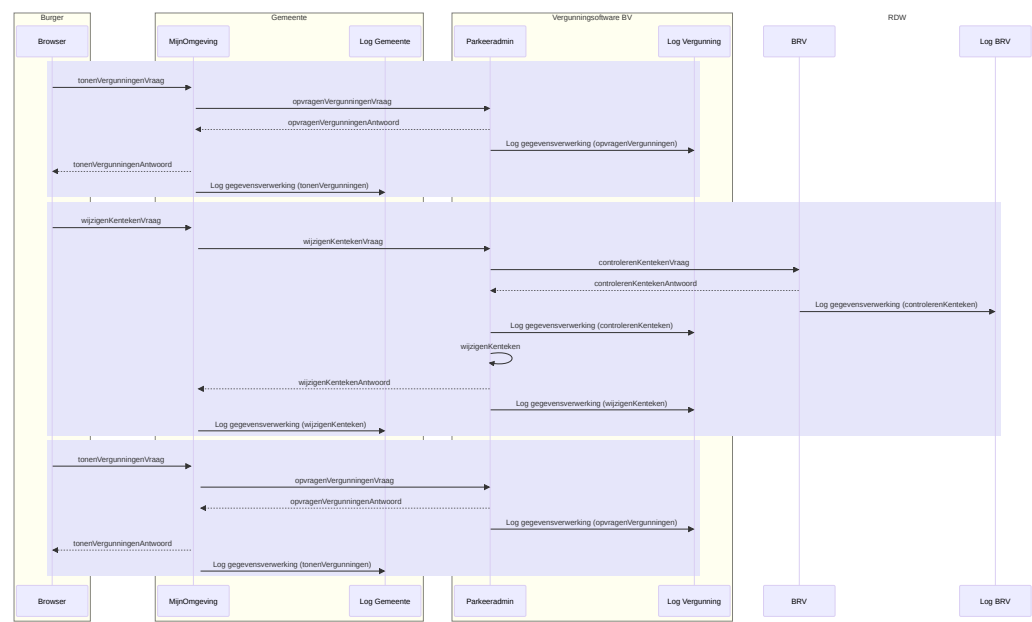 Burger
Gemeente
Vergunningsoftware BV
RDW
Browser
MijnOmgeving
Log Gemeente
Parkeeradmin
Log Vergunning
BRV
Log BRV
tonenVergunningenVraag
opvragenVergunningenVraag
opvragenVergunningenAntwoord
Log gegevensverwerking (opvragenVergunningen)
tonenVergunningenAntwoord
Log gegevensverwerking (tonenVergunningen)
wijzigenKentekenVraag
wijzigenKentekenVraag
controlerenKentekenVraag
controlerenKentekenAntwoord
Log gegevensverwerking (controlerenKenteken)
Log gegevensverwerking (controlerenKenteken)
wijzigenKenteken
wijzigenKentekenAntwoord
Log gegevensverwerking (wijzigenKenteken)
Log gegevensverwerking (wijzigenKenteken)
tonenVergunningenVraag
opvragenVergunningenVraag
opvragenVergunningenAntwoord
Log gegevensverwerking (opvragenVergunningen)
tonenVergunningenAntwoord
Log gegevensverwerking (tonenVergunningen)
Browser
MijnOmgeving
Log Gemeente
Parkeeradmin
Log Vergunning
BRV
Log BRV